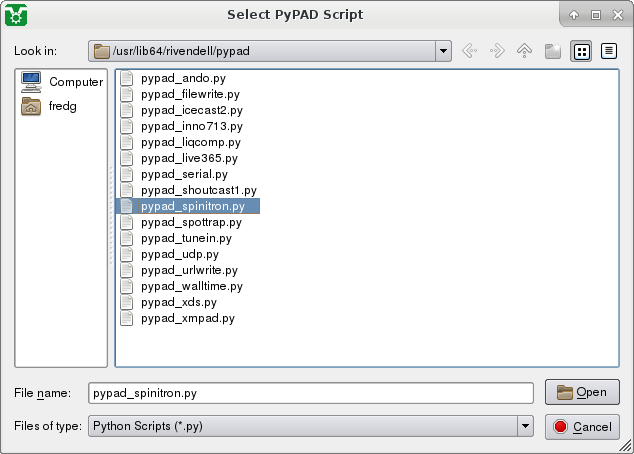 Select PyPAD Script
Look in: /usr/lib64/rivendell/pypad
Computer
fredg
pypad_ando.py
pypad_filewrite.py
pypad_icecast2.py
pypad_inno713.py
pypad_liqcomp.py
pypad_live365.py
pypad_serial.py
pypad_shoutcast1.py
pypad_spinitron.py
pypad_spottrap.py
pypad_tunein.py
pypad_udp.py
pypad_urlwrite.py
pypad_walltime.py
pypad_xds.py
pypad_xmpad.py
File name: pypad_spinitron.py Open
Files of type: Python Scripts (*.py) Cancel